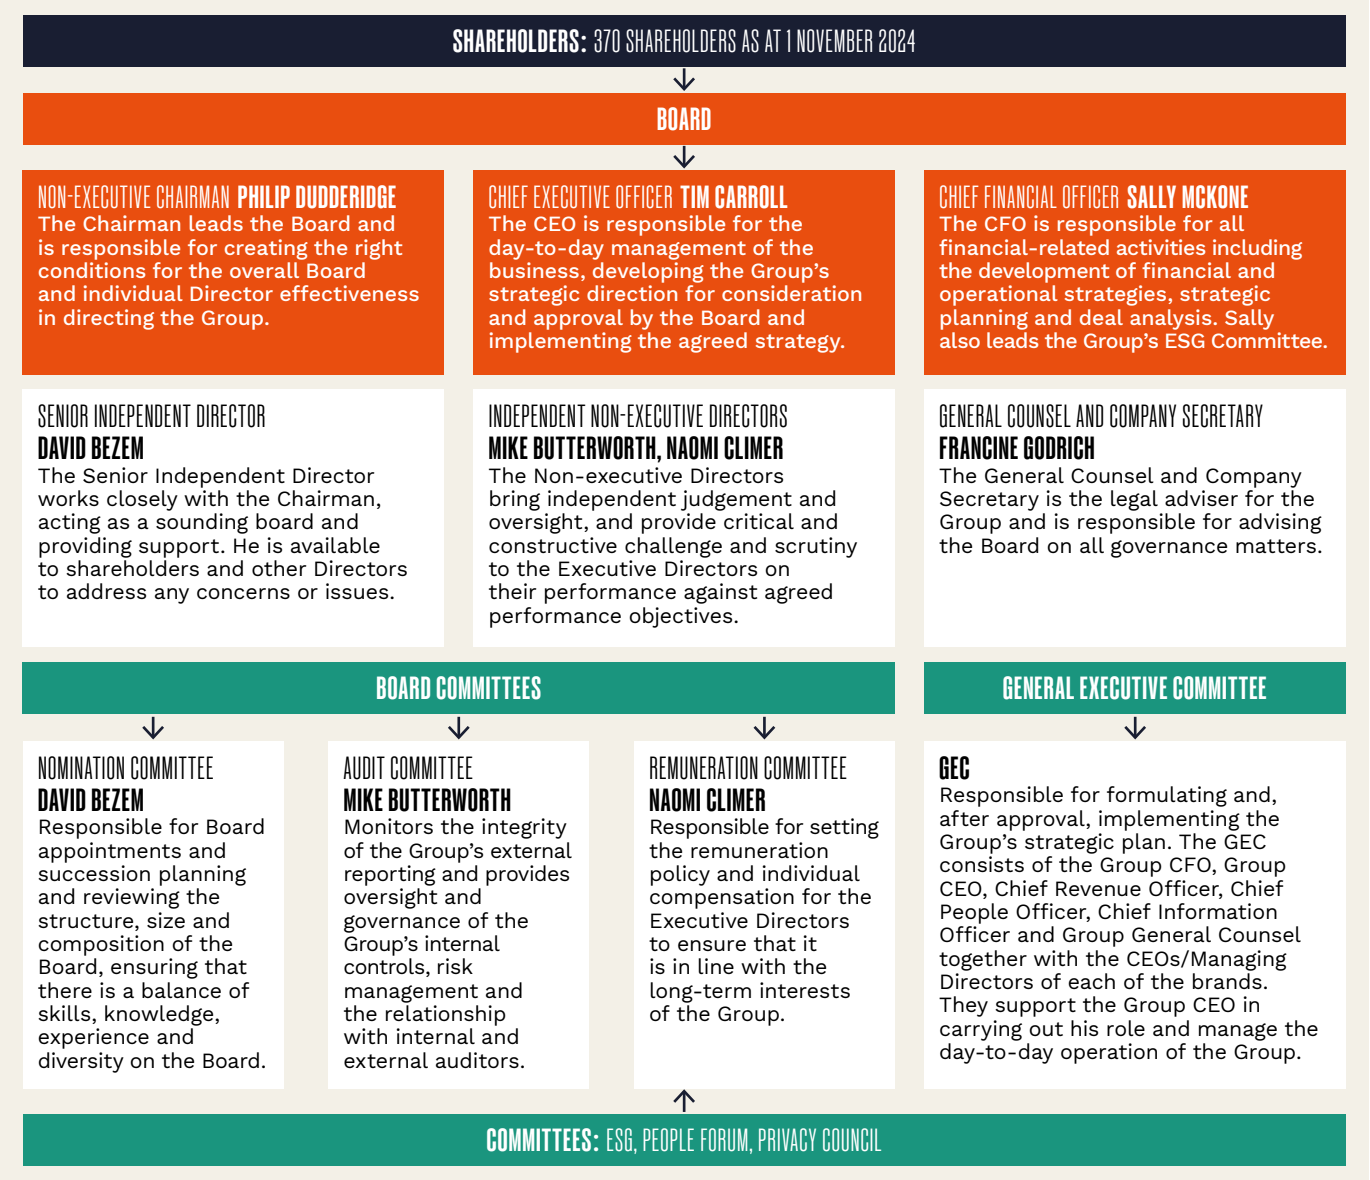 SHAREHOLDERS: 370 SHAREHOLDERS AS AT 1 NOVEMBER 2024
BOARD
NON-EXECUTIVE CHAIRMAN PHILIP DUDDERIDGE
The Chairman leads the Board and
is responsible for creating the right
conditions for the overall Board
and individual Director effectiveness
in directing the Group.
CHIEF EXECUTIVE OFFICER TIM CARROLL
The CEO is responsible for the
day-to-day management of the
business, developing the Group's
strategic direction for consideration
and approval by the Board and
implementing the agreed strategy.
CHIEF FINANCIAL OFFICER SALLY MCKONE
The CFO is responsible for all
financial-related activities including
the development of financial and
operational strategies, strategic
planning and deal analysis. Sally
also leads the Group's ESG Committee.
SENIOR INDEPENDENT DIRECTOR
DAVID BEZEM
The Senior Independent Director
works closely with the Chairman,
acting as a sounding board and
providing support. He is available
to shareholders and other Directors
to address any concerns or issues.
INDEPENDENT NON-EXECUTIVE DIRECTORS
MIKE BUTTERWORTH, NAOMI CLIMER
The Non-executive Directors
bring independent judgement and
oversight, and provide critical and
constructive challenge and scrutiny
to the Executive Directors on
their performance against agreed
performance objectives.
GENERAL COUNSEL AND COMPANY SECRETARY
FRANCINE GODRICH
The General Counsel and Company
Secretary is the legal adviser for the
Group and is responsible for advising
the Board on all governance matters.
BOARD COMMITTEES
NOMINATION COMMITTEE
DAVID BEZEM
Responsible for Board
appointments and
succession planning
and reviewing the
structure, size and
composition of the
Board, ensuring that
there is a balance of
skills, knowledge,
experience and
diversity on the Board.
AUDIT COMMITTEE
MIKE BUTTERWORTH
Monitors the integrity
of the Group's external
reporting and provides
oversight and
governance of the
Group's internal
controls, risk
management and
the relationship
with internal and
external auditors.
REMUNERATION COMMITTEE
NAOMI CLIMER
Responsible for setting
the remuneration
policy and individual
compensation for the
Executive Directors
to ensure that it
is in line with the
long-term interests
of the Group.
GENERAL EXECUTIVE COMMITTEE
GEC
Responsible for formulating and,
after approval, implementing the
Group's strategic plan. The GEC
consists of the Group CFO, Group
CEO, Chief Revenue Officer, Chief
People Officer, Chief Information
Officer and Group General Counsel
together with the CEOs/Managing
Directors of each of the brands.
They support the Group CEO in
carrying out his role and manage the
day-to-day operation of the Group.
COMMITTEES: ESG, PEOPLE FORUM, PRIVACY COUNCIL